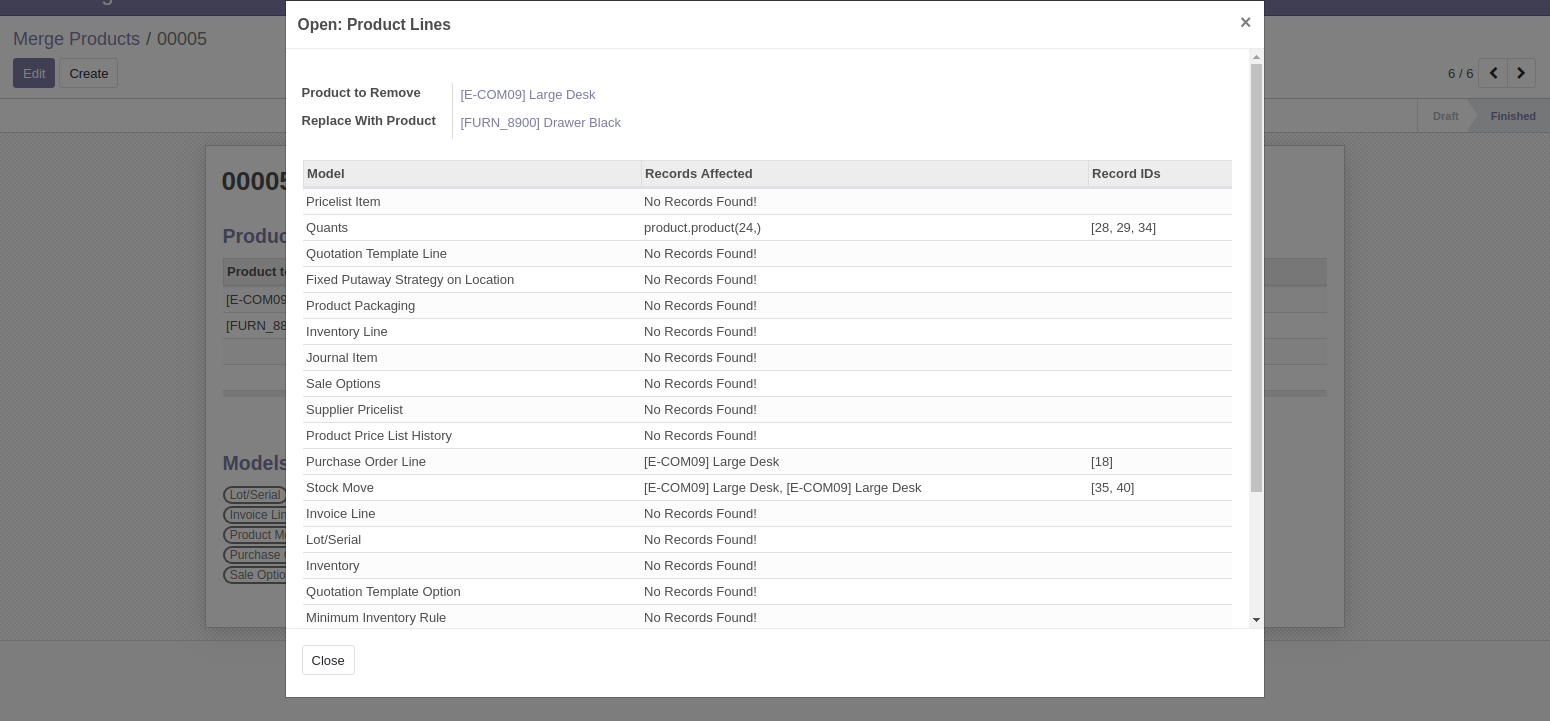 Open: Product Lines ×
Merge Products / 00005
Edit Create
6 / 6
Draft Finished
00005
Product to Remove [E-COM09] Large Desk
Replace With Product [FURN_8900] Drawer Black
Model Records Affected Record IDs
Pricelist Item No Records Found!
Quants product.product(24,) [28, 29, 34]
Quotation Template Line No Records Found!
Fixed Putaway Strategy on Location No Records Found!
Product Packaging No Records Found!
Inventory Line No Records Found!
Journal Item No Records Found!
Sale Options No Records Found!
Supplier Pricelist No Records Found!
Product Price List History No Records Found!
Purchase Order Line [E-COM09] Large Desk [18]
Stock Move [E-COM09] Large Desk, [E-COM09] Large Desk [35, 40]
Invoice Line No Records Found!
Lot/Serial No Records Found!
Inventory No Records Found!
Quotation Template Option No Records Found!
Minimum Inventory Rule No Records Found!
Close
Produc
Product t
[E-COM09
[FURN_88
Models
Lot/Serial
Invoice Lin
Product M
Purchase
Sale Optio